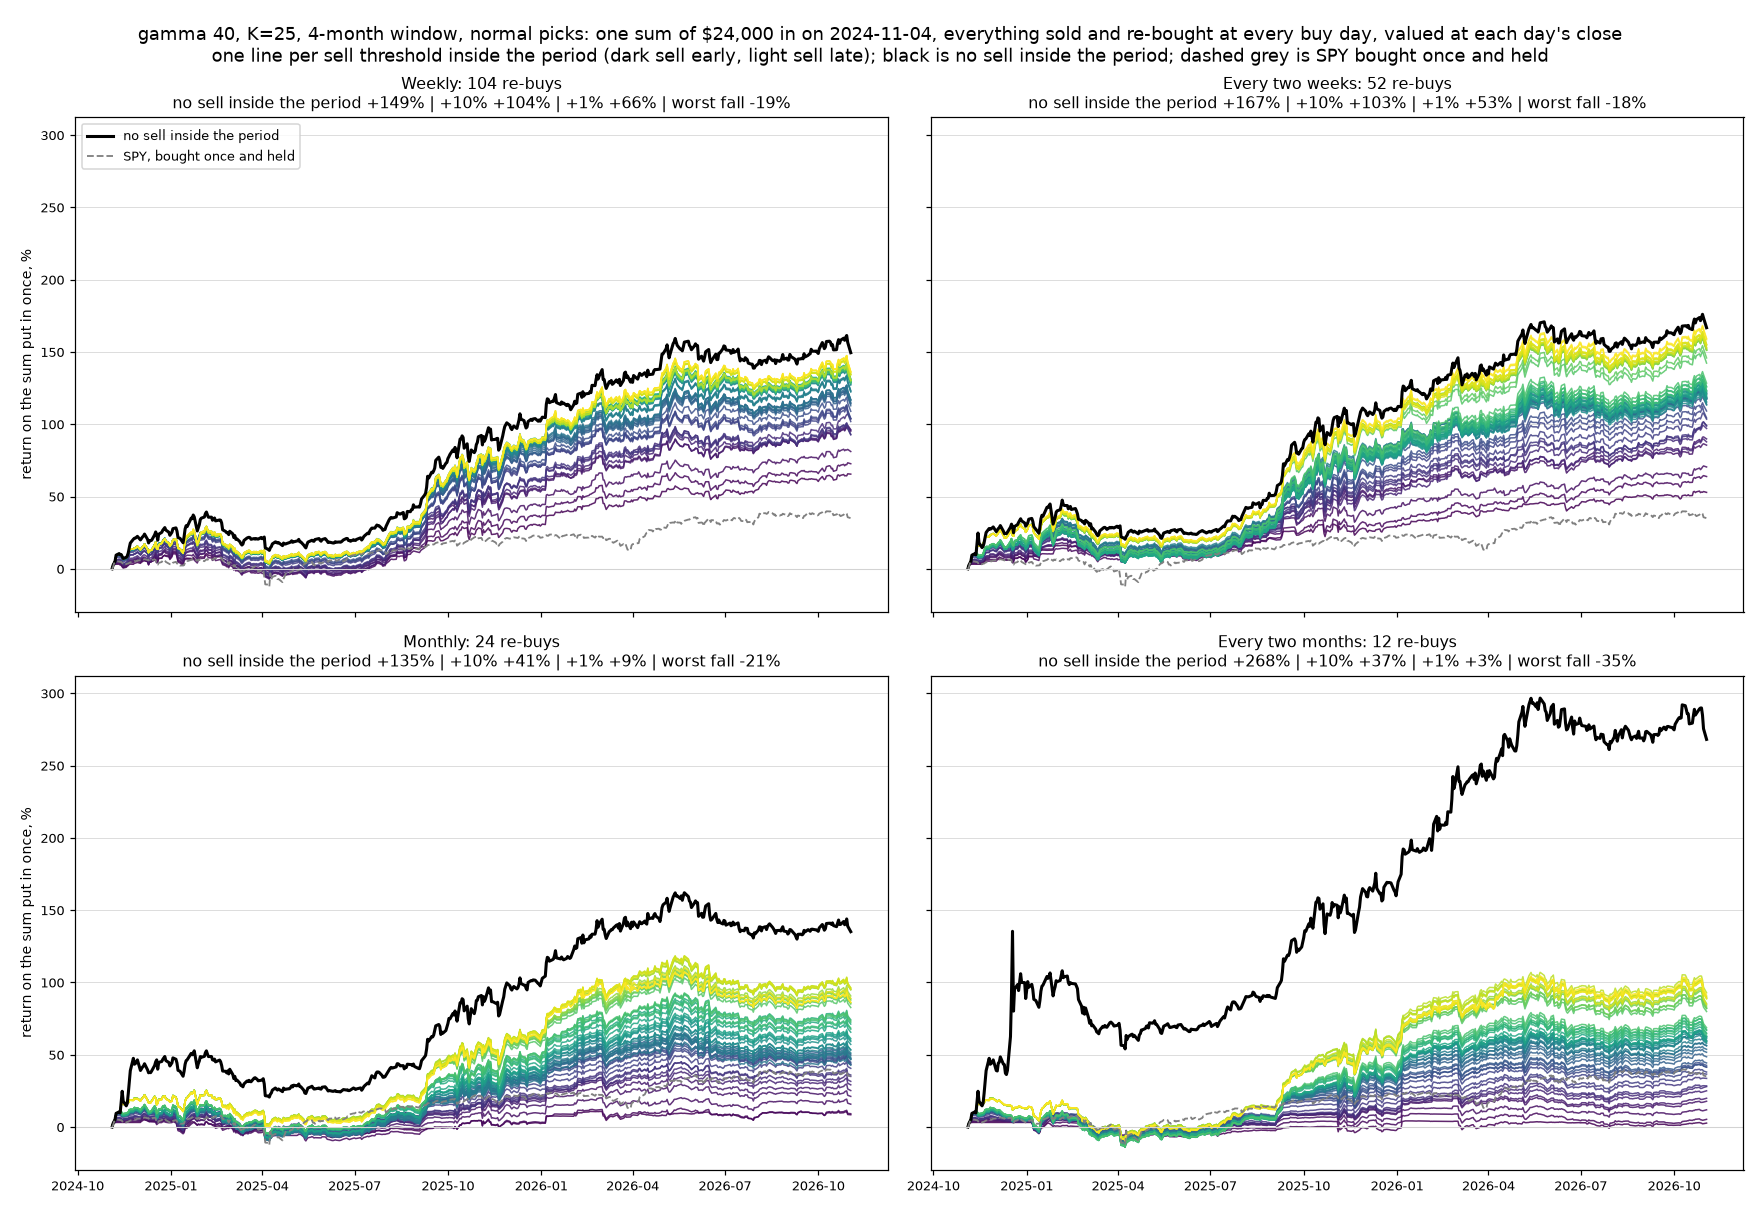 gamma 40, K=25, 4-month window, normal picks: one sum of $24,000 in on 2024-11-04, everything sold and re-bought at every buy day, valued at each day's close
one line per sell threshold inside the period (dark sell early, light sell late); black is no sell inside the period; dashed grey is SPY bought once and held
Weekly: 104 re-buys
no sell inside the period +149% | +10% +104% | +1% +66% | worst fall -19%
300
250
200
150
100
50
0
return on the sum put in once, %
no sell inside the period
SPY, bought once and held
Every two weeks: 52 re-buys
no sell inside the period +167% | +10% +103% | +1% +53% | worst fall -18%
Monthly: 24 re-buys
no sell inside the period +135% | +10% +41% | +1% +9% | worst fall -21%
300
250
200
150
100
50
0
return on the sum put in once, %
2024-10 2025-01 2025-04 2025-07 2025-10 2026-01 2026-04 2026-07 2026-10
Every two months: 12 re-buys
no sell inside the period +268% | +10% +37% | +1% +3% | worst fall -35%
2024-10 2025-01 2025-04 2025-07 2025-10 2026-01 2026-04 2026-07 2026-10